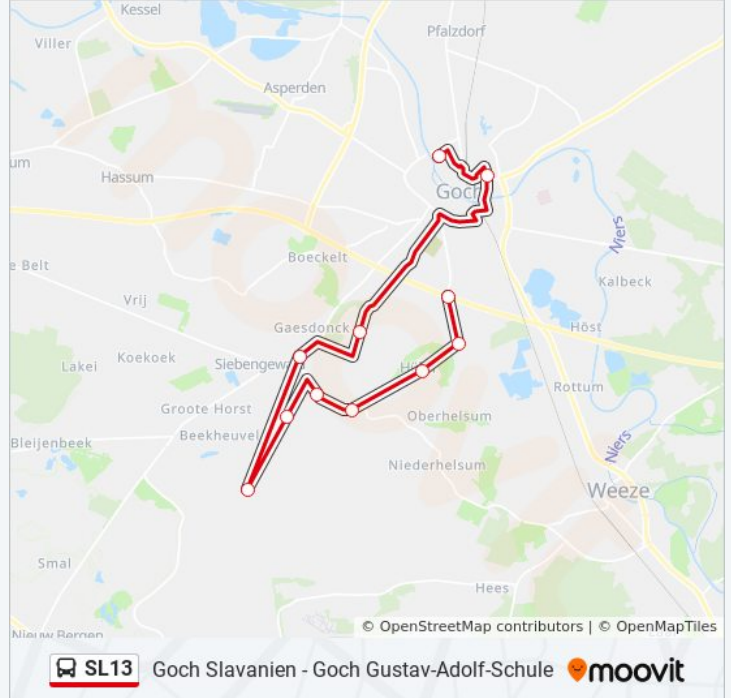 Kessel
Pfalzdorf
Viller
Asperden
um
Hassum
Goch
Niers
e Belt
Boeckelt
Kalbeck
Vrij
Gaesdonck
Höst
Lakei
Koekoek
Siebengewald
Rottum
Groote Horst
Oberhelsum
Bleijenbeek
Beekheuvel
Niers
Niederhelsum
Weeze
Smal
Hees
Nieuw Bergen
© OpenStreetMap contributors | © OpenMapTiles
SL13 Goch Slavanien - Goch Gustav-Adolf-Schule moovit